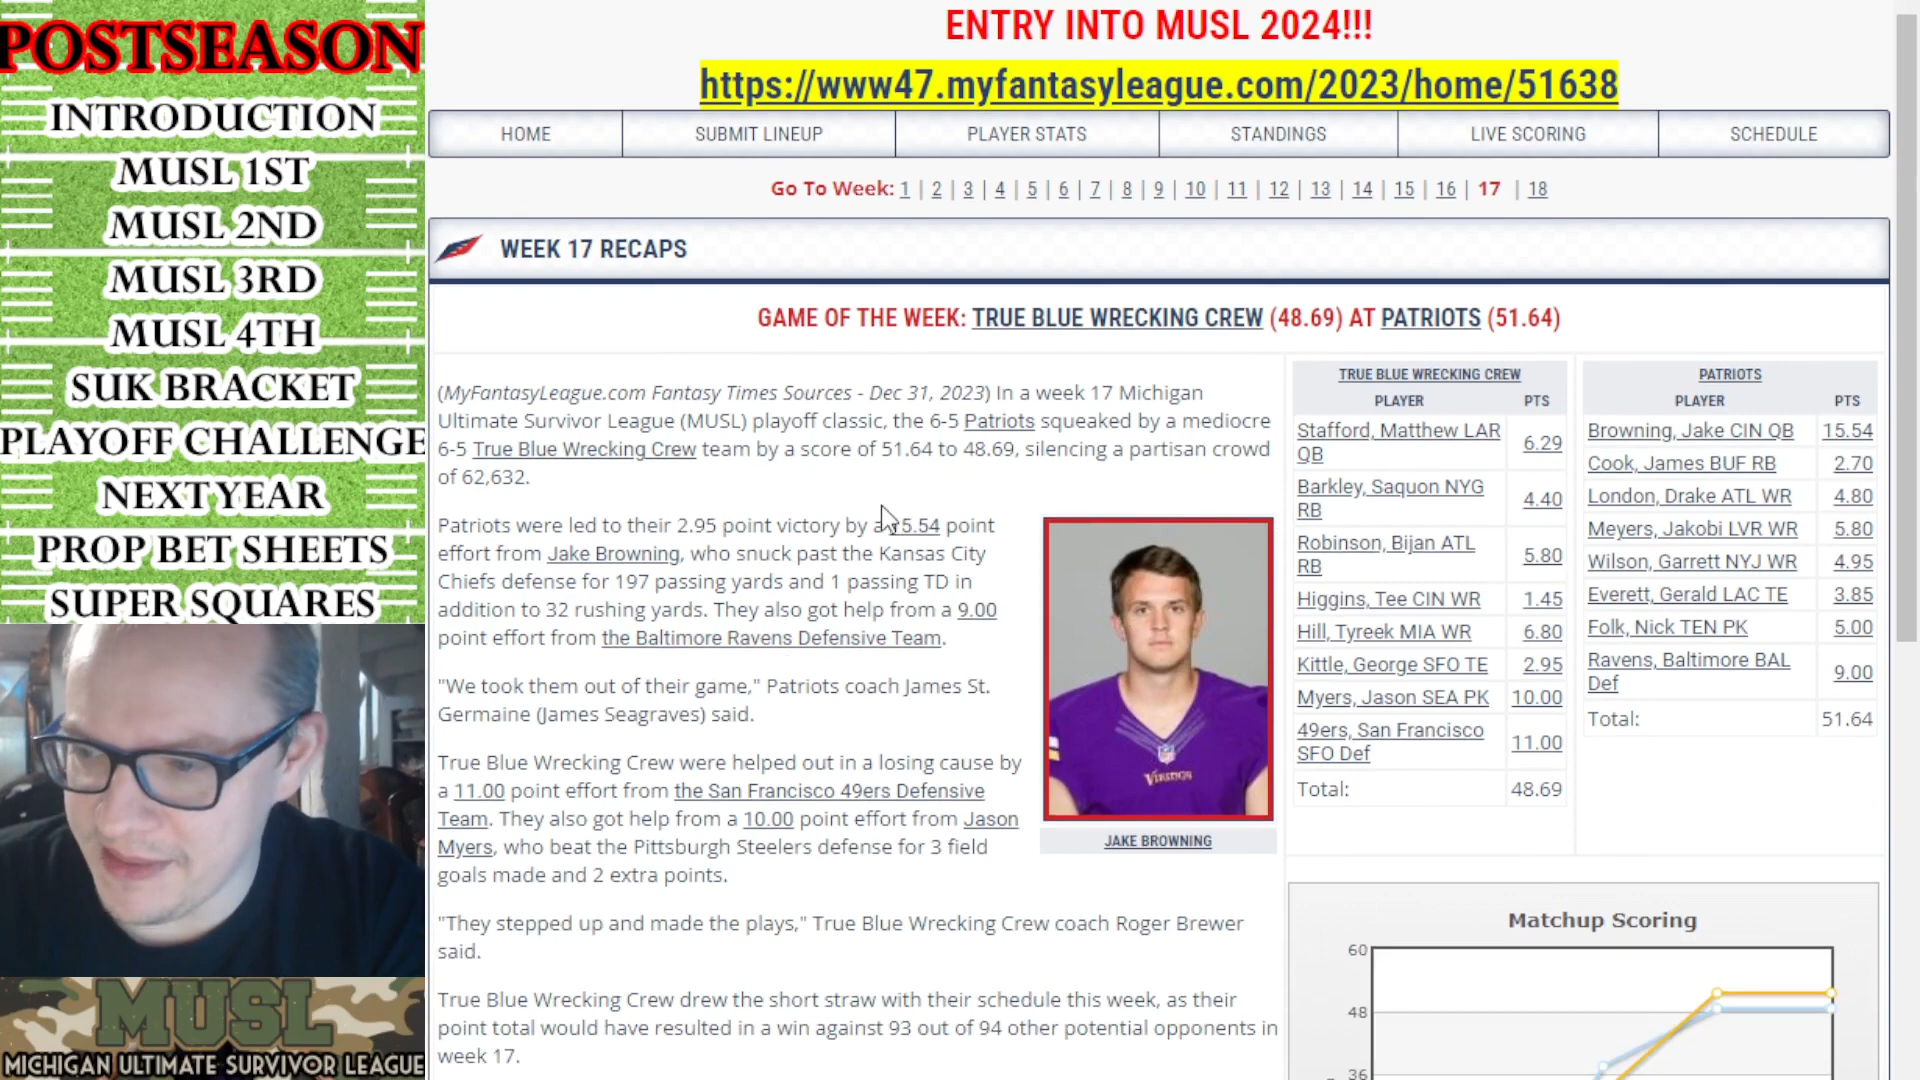 POSTSEASON
INTRODUCTION
MUSL 1ST
MUSL 2ND
MUSL 3RD
MUSL 4TH
SUK BRACKET
PLAYOFF CHALLENGE
NEXT YEAR
PROP BET SHEETS
SUPER SQUARES
MUSL
MICHIGAN ULTIMATE SURVIVOR LEAGUE
ENTRY INTO MUSL 2024!!!
https://www47.myfantasyleague.com/2023/home/51638
HOME
SUBMIT LINEUP
PLAYER STATS
STANDINGS
LIVE SCORING
SCHEDULE
Go To Week: 1 | 2 | 3 | 4 | 5 | 6 | 7 | 8 | 9 | 10 | 11 | 12 | 13 | 14 | 15 | 16 | 17 | 18
WEEK 17 RECAPS
GAME OF THE WEEK: TRUE BLUE WRECKING CREW (48.69) AT PATRIOTS (51.64)
(MyFantasyLeague.com Fantasy Times Sources - Dec 31, 2023) In a week 17 Michigan
Ultimate Survivor League (MUSL) playoff classic, the 6-5 Patriots squeaked by a mediocre
6-5 True Blue Wrecking Crew team by a score of 51.64 to 48.69, silencing a partisan crowd
of 62,632.
Patriots were led to their 2.95 point victory by a 15.54 point
effort from Jake Browning, who snuck past the Kansas City
Chiefs defense for 197 passing yards and 1 passing TD in
addition to 32 rushing yards. They also got help from a 9.00
point effort from the Baltimore Ravens Defensive Team.
"We took them out of their game," Patriots coach James St.
Germaine (James Seagraves) said.
True Blue Wrecking Crew were helped out in a losing cause by
a 11.00 point effort from the San Francisco 49ers Defensive
Team. They also got help from a 10.00 point effort from Jason
Myers, who beat the Pittsburgh Steelers defense for 3 field
goals made and 2 extra points.
"They stepped up and made the plays," True Blue Wrecking Crew coach Roger Brewer
said.
True Blue Wrecking Crew drew the short straw with their schedule this week, as their
point total would have resulted in a win against 93 out of 94 other potential opponents in
week 17.
VIKINGS
JAKE BROWNING
TRUE BLUE WRECKING CREW
PLAYER PTS
Stafford, Matthew LAR
QB 6.29
Barkley, Saquon NYG
RB 4.40
Robinson, Bijan ATL
RB 5.80
Higgins, Tee CIN WR 1.45
Hill, Tyreek MIA WR 6.80
Kittle, George SFO TE 2.95
Myers, Jason SEA PK 10.00
49ers, San Francisco
SFO Def 11.00
Total: 48.69
PATRIOTS
PLAYER PTS
Browning, Jake CIN QB 15.54
Cook, James BUF RB 2.70
London, Drake ATL WR 4.80
Meyers, Jakobi LVR WR 5.80
Wilson, Garrett NYJ WR 4.95
Everett, Gerald LAC TE 3.85
Folk, Nick TEN PK 5.00
Ravens, Baltimore BAL
Def 9.00
Total: 51.64
Matchup Scoring
60
48
36